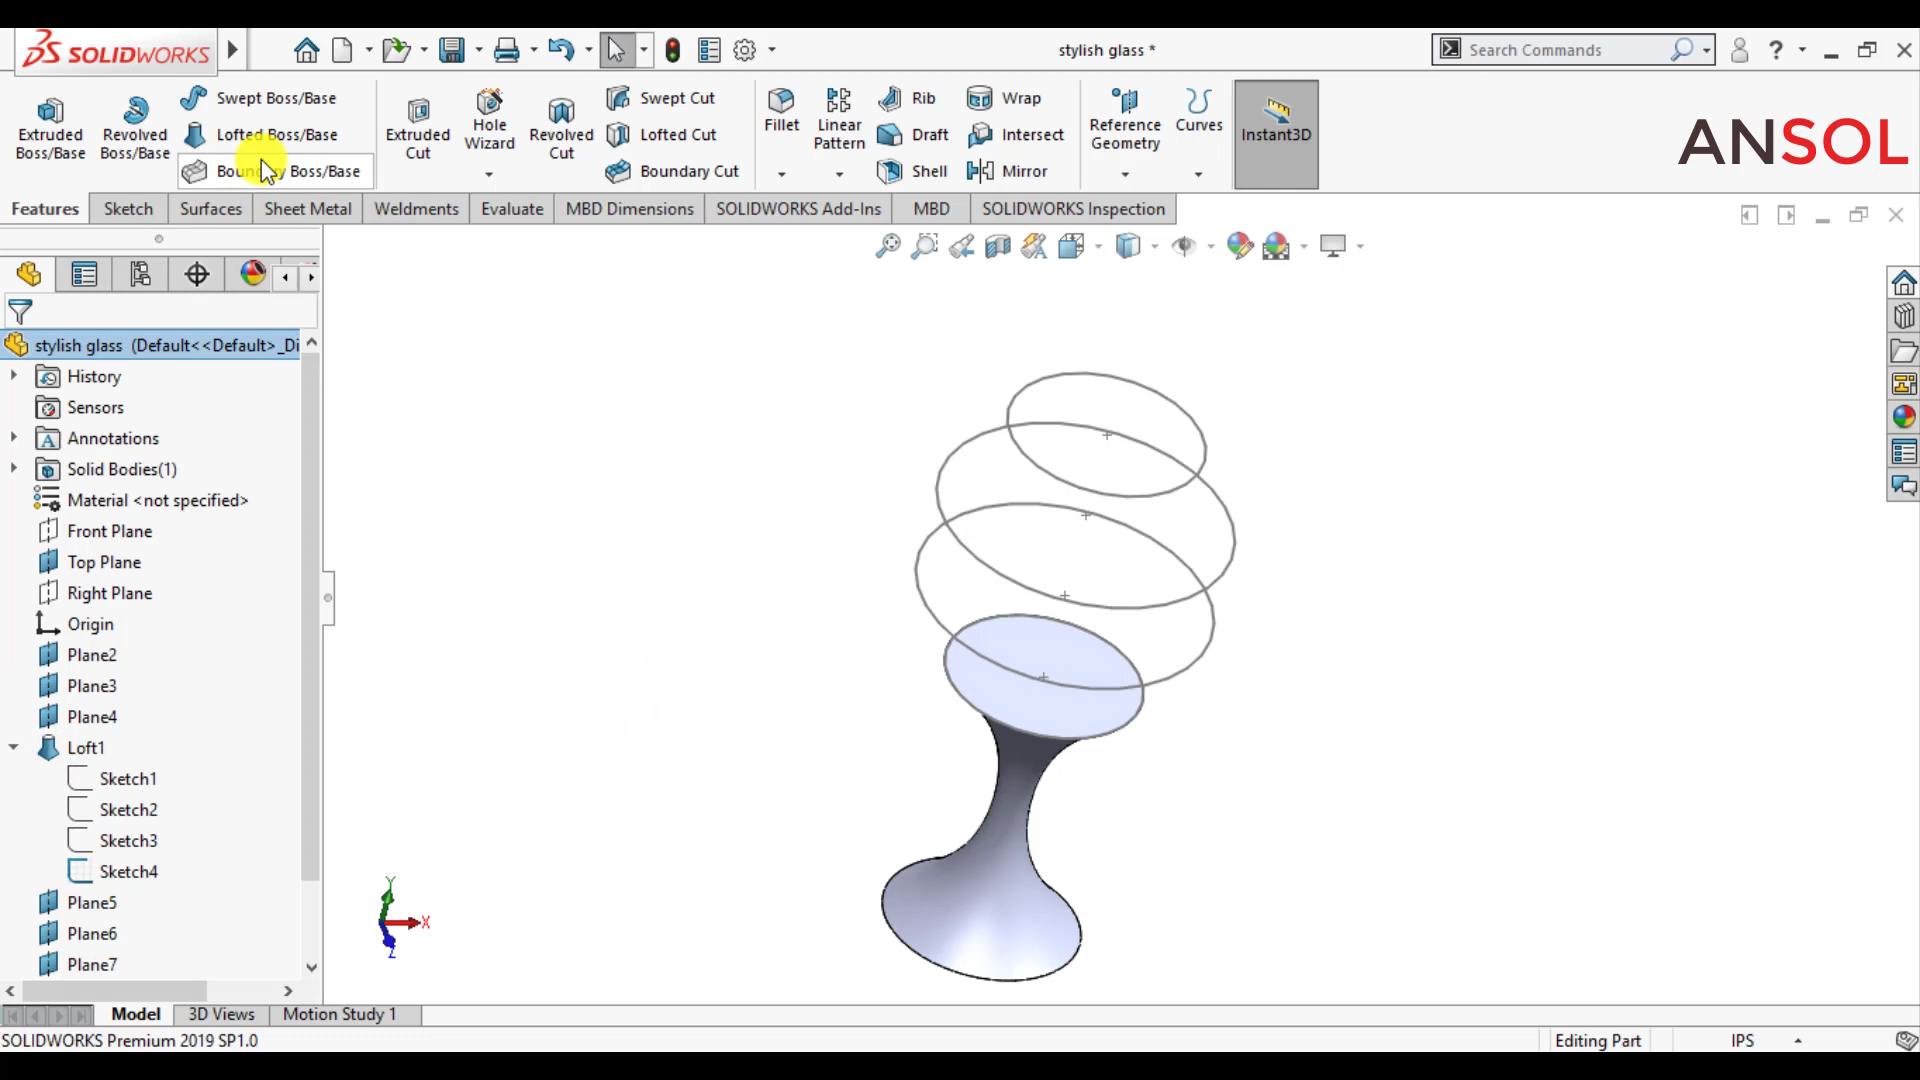 SOLIDWORKS
stylish glass *
Search Commands
?
Extruded Boss/Base
Revolved Boss/Base
Swept Boss/Base
Lofted Boss/Base
Boundary Boss/Base
Extruded Cut
Hole Wizard
Revolved Cut
Swept Cut
Lofted Cut
Boundary Cut
Fillet
Linear Pattern
Rib
Draft
Shell
Wrap
Intersect
Mirror
Reference Geometry
Curves
Instant3D
ANSOL
Features
Sketch
Surfaces
Sheet Metal
Weldments
Evaluate
MBD Dimensions
SOLIDWORKS Add-Ins
MBD
SOLIDWORKS Inspection
stylish glass (Default<<Default>_Di
History
Sensors
Annotations
Solid Bodies(1)
Material <not specified>
Front Plane
Top Plane
Right Plane
Origin
Plane2
Plane3
Plane4
Loft1
Sketch1
Sketch2
Sketch3
Sketch4
Plane5
Plane6
Plane7
Y
X
Z
Model
3D Views
Motion Study 1
SOLIDWORKS Premium 2019 SP1.0
Editing Part
IPS